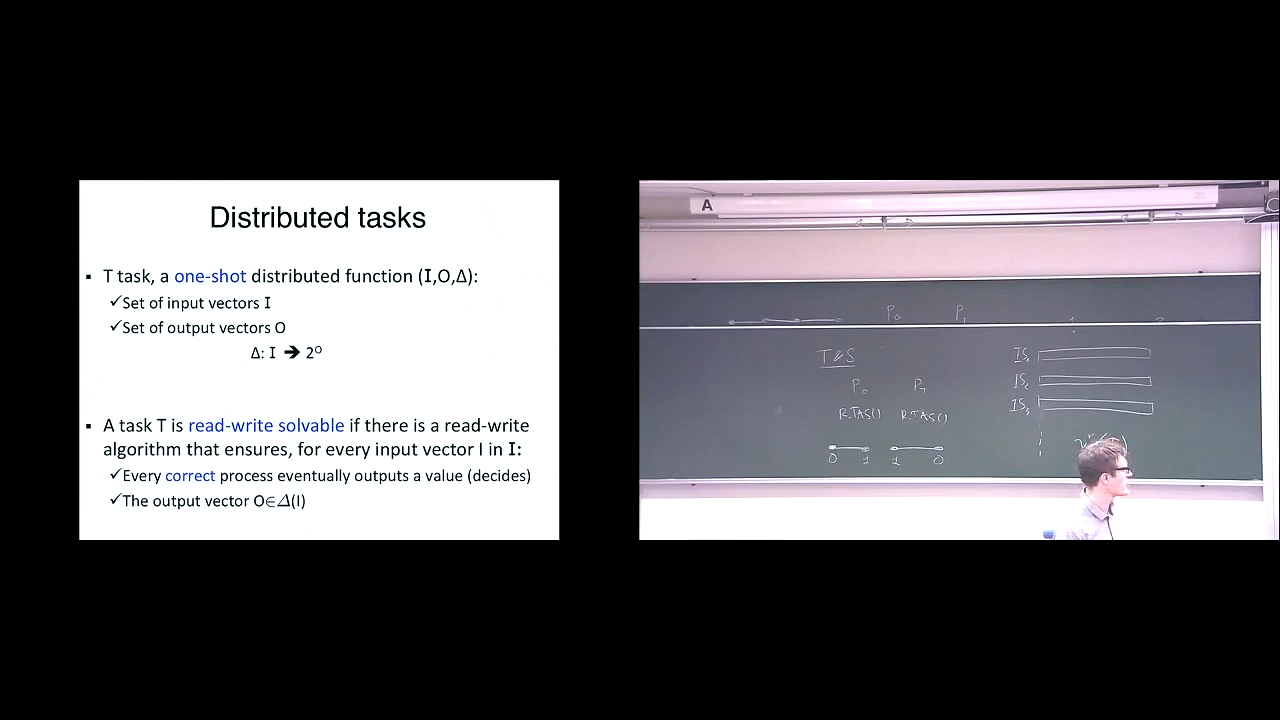 Distributed tasks
▪ T task, a one-shot distributed function (I,O,Δ):
✓Set of input vectors I
✓Set of output vectors O
Δ: I ➔ 2ᴼ
▪ A task T is read-write solvable if there is a read-write
algorithm that ensures, for every input vector I in I:
✓Every correct process eventually outputs a value (decides)
✓The output vector O∈Δ(I)
A
P₀ P₁
T&S
P₀ P₁
R.TAS() R.TAS()
0 1 1 0
IS₁
IS₂
IS₃